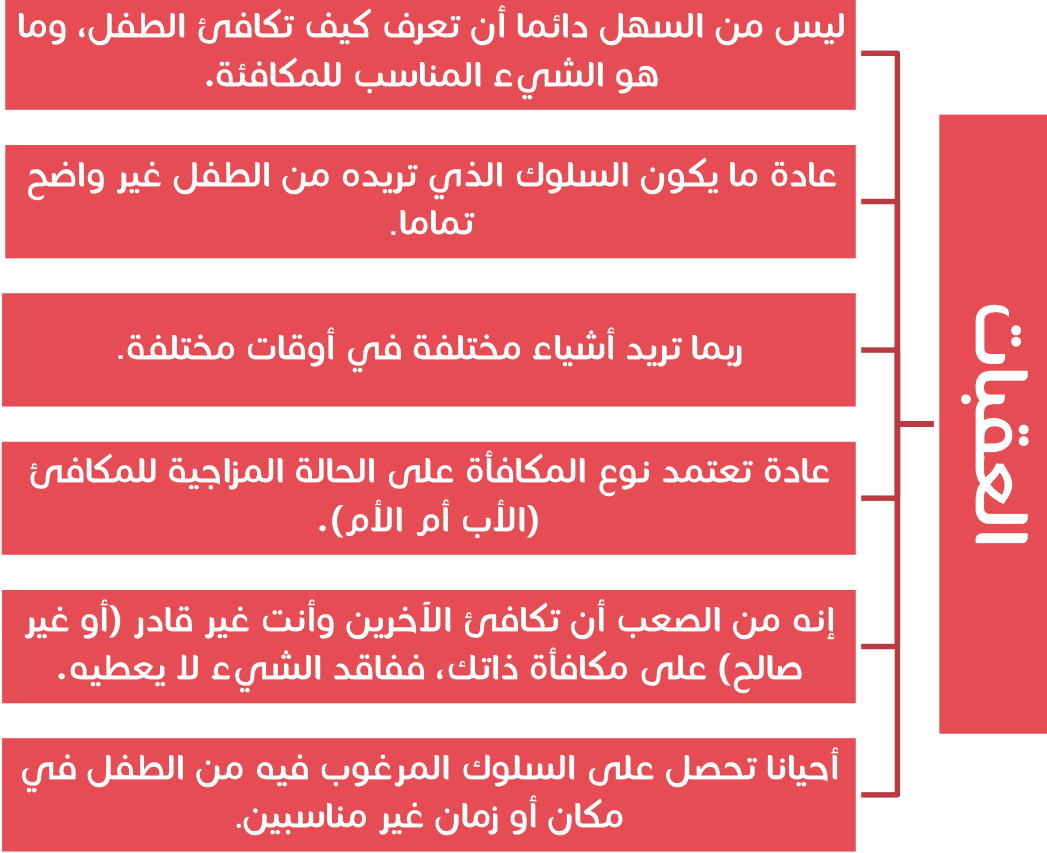 العقبات
ليس من السهل دائما أن تعرف كيف تكافئ الطفل، وما
هو الشيء المناسب للمكافئة.
عادة ما يكون السلوك الذي تريده من الطفل غير واضح
تماما.
ربما تريد أشياء مختلفة في أوقات مختلفة.
عادة تعتمد نوع المكافأة على الحالة المزاجية للمكافئ
(الأب أم الأم).
إنه من الصعب أن تكافئ الآخرين وأنت غير قادر (أو غير
صالح) على مكافأة ذاتك، ففاقد الشيء لا يعطيه.
أحيانا تحصل على السلوك المرغوب فيه من الطفل في
مكان أو زمان غير مناسبين.